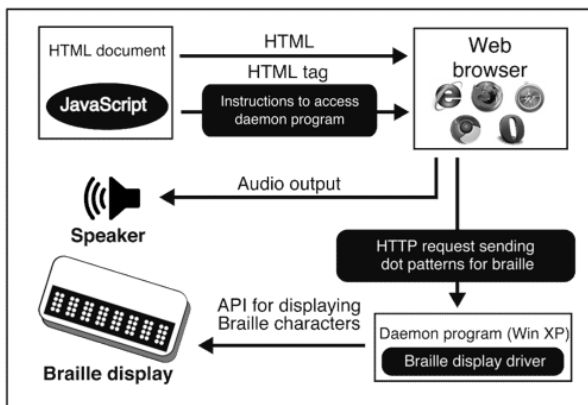 HTML document
JavaScript
HTML
HTML tag
Instructions to access
daemon program
Web
browser
Audio output
Speaker
HTTP request sending
dot patterns for braille
API for displaying
Braille characters
Braille display
Daemon program (Win XP)
Braille display driver